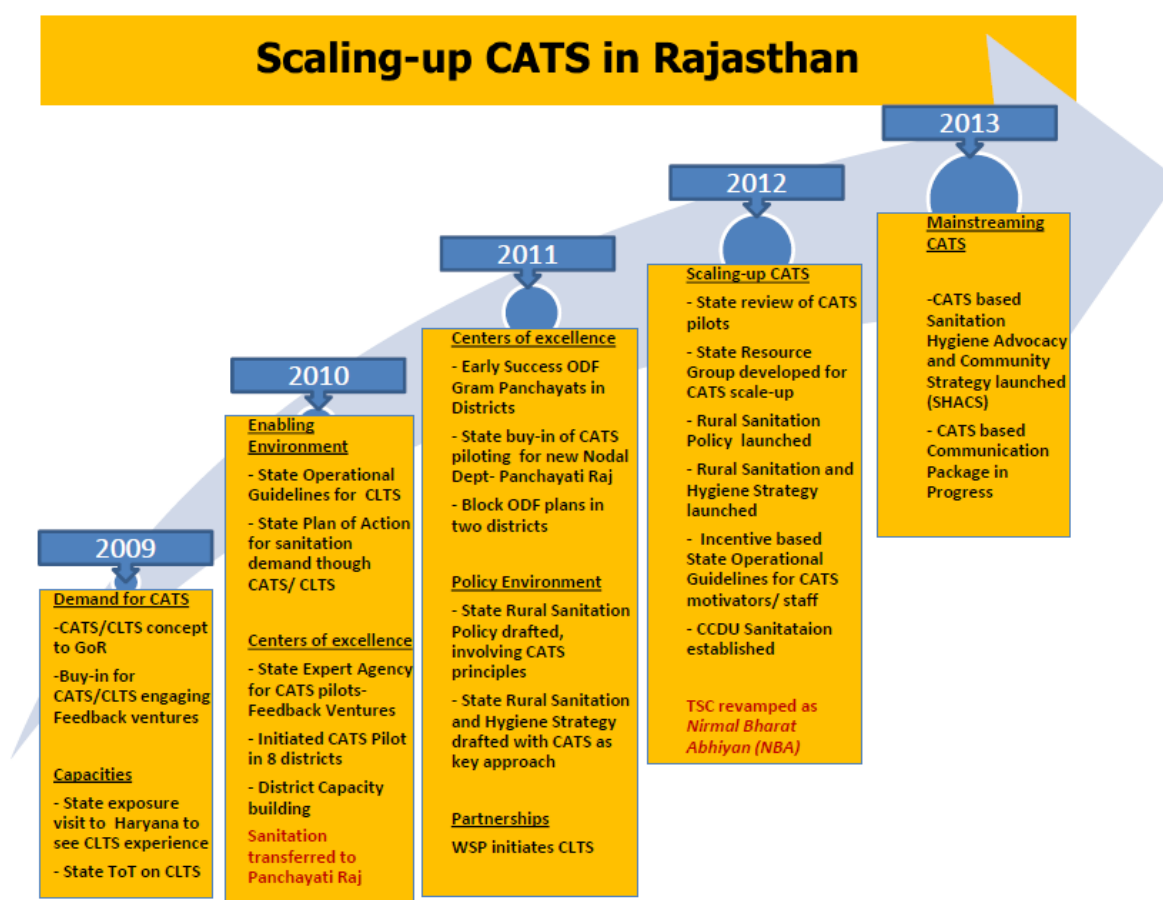 Scaling-up CATS in Rajasthan
2009
Demand for CATS
-CATS/CLTS concept
to GoR
-Buy-in for
CATS/CLTS engaging
Feedback ventures
Capacities
- State exposure
visit to Haryana to
see CLTS experience
- State ToT on CLTS
2010
Enabling
Environment
- State Operational
Guidelines for CLTS
- State Plan of Action
for sanitation
demand though
CATS/ CLTS
Centers of excellence
- State Expert Agency
for CATS pilots-
Feedback Ventures
- Initiated CATS Pilot
in 8 districts
- District Capacity
building
Sanitation
transferred to
Panchayati Raj
2011
Centers of excellence
- Early Success ODF
Gram Panchayats in
Districts
- State buy-in of CATS
piloting for new Nodal
Dept- Panchayati Raj
- Block ODF plans in
two districts
Policy Environment
- State Rural Sanitation
Policy drafted,
involving CATS
principles
- State Rural Sanitation
and Hygiene Strategy
drafted with CATS as
key approach
Partnerships
WSP initiates CLTS
2012
Scaling-up CATS
- State review of CATS
pilots
- State Resource
Group developed for
CATS scale-up
- Rural Sanitation
Policy launched
- Rural Sanitation and
Hygiene Strategy
launched
- Incentive based
State Operational
Guidelines for CATS
motivators/ staff
- CCDU Sanitataion
established
TSC revamped as
Nirmal Bharat
Abhiyan (NBA)
2013
Mainstreaming
CATS
-CATS based
Sanitation
Hygiene Advocacy
and Community
Strategy launched
(SHACS)
- CATS based
Communication
Package in
Progress